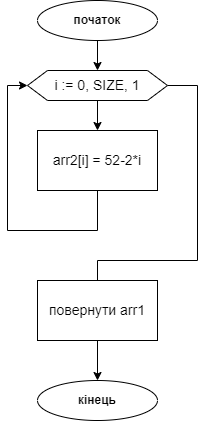 початок
i := 0, SIZE, 1
arr2[i] = 52-2*i
повернути arr1
кінець